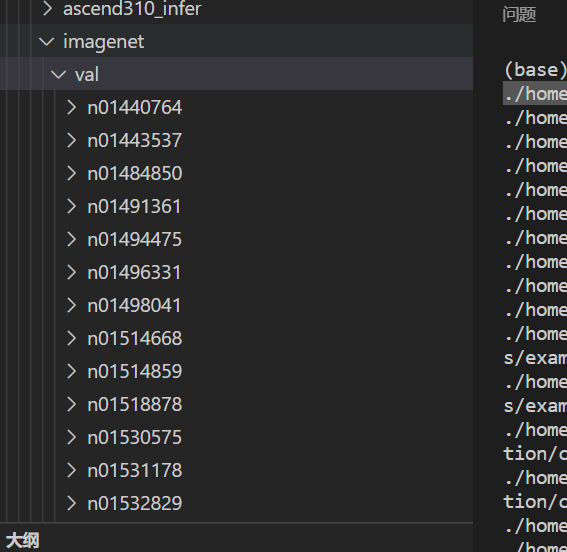 ascend310_infer
imagenet
val
n01440764
n01443537
n01484850
n01491361
n01494475
n01496331
n01498041
n01514668
n01514859
n01518878
n01530575
n01531178
n01532829
大纲
问题
(base)
./home
./home
./home
./home
./home
./home
./home
./home
./home
./home
./home
s/exam
./home
s/exam
./home
tion/c
./home
tion/c
./home
./home